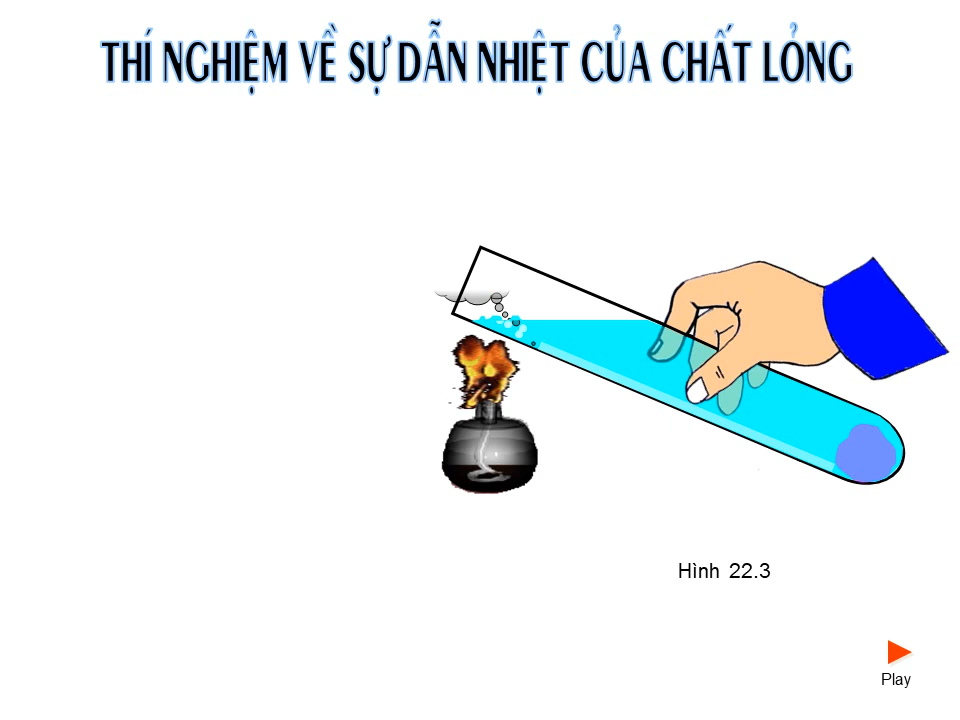 THÍ NGHIỆM VỀ SỰ DẪN NHIỆT CỦA CHẤT LỎNG
Hình 22.3
Play